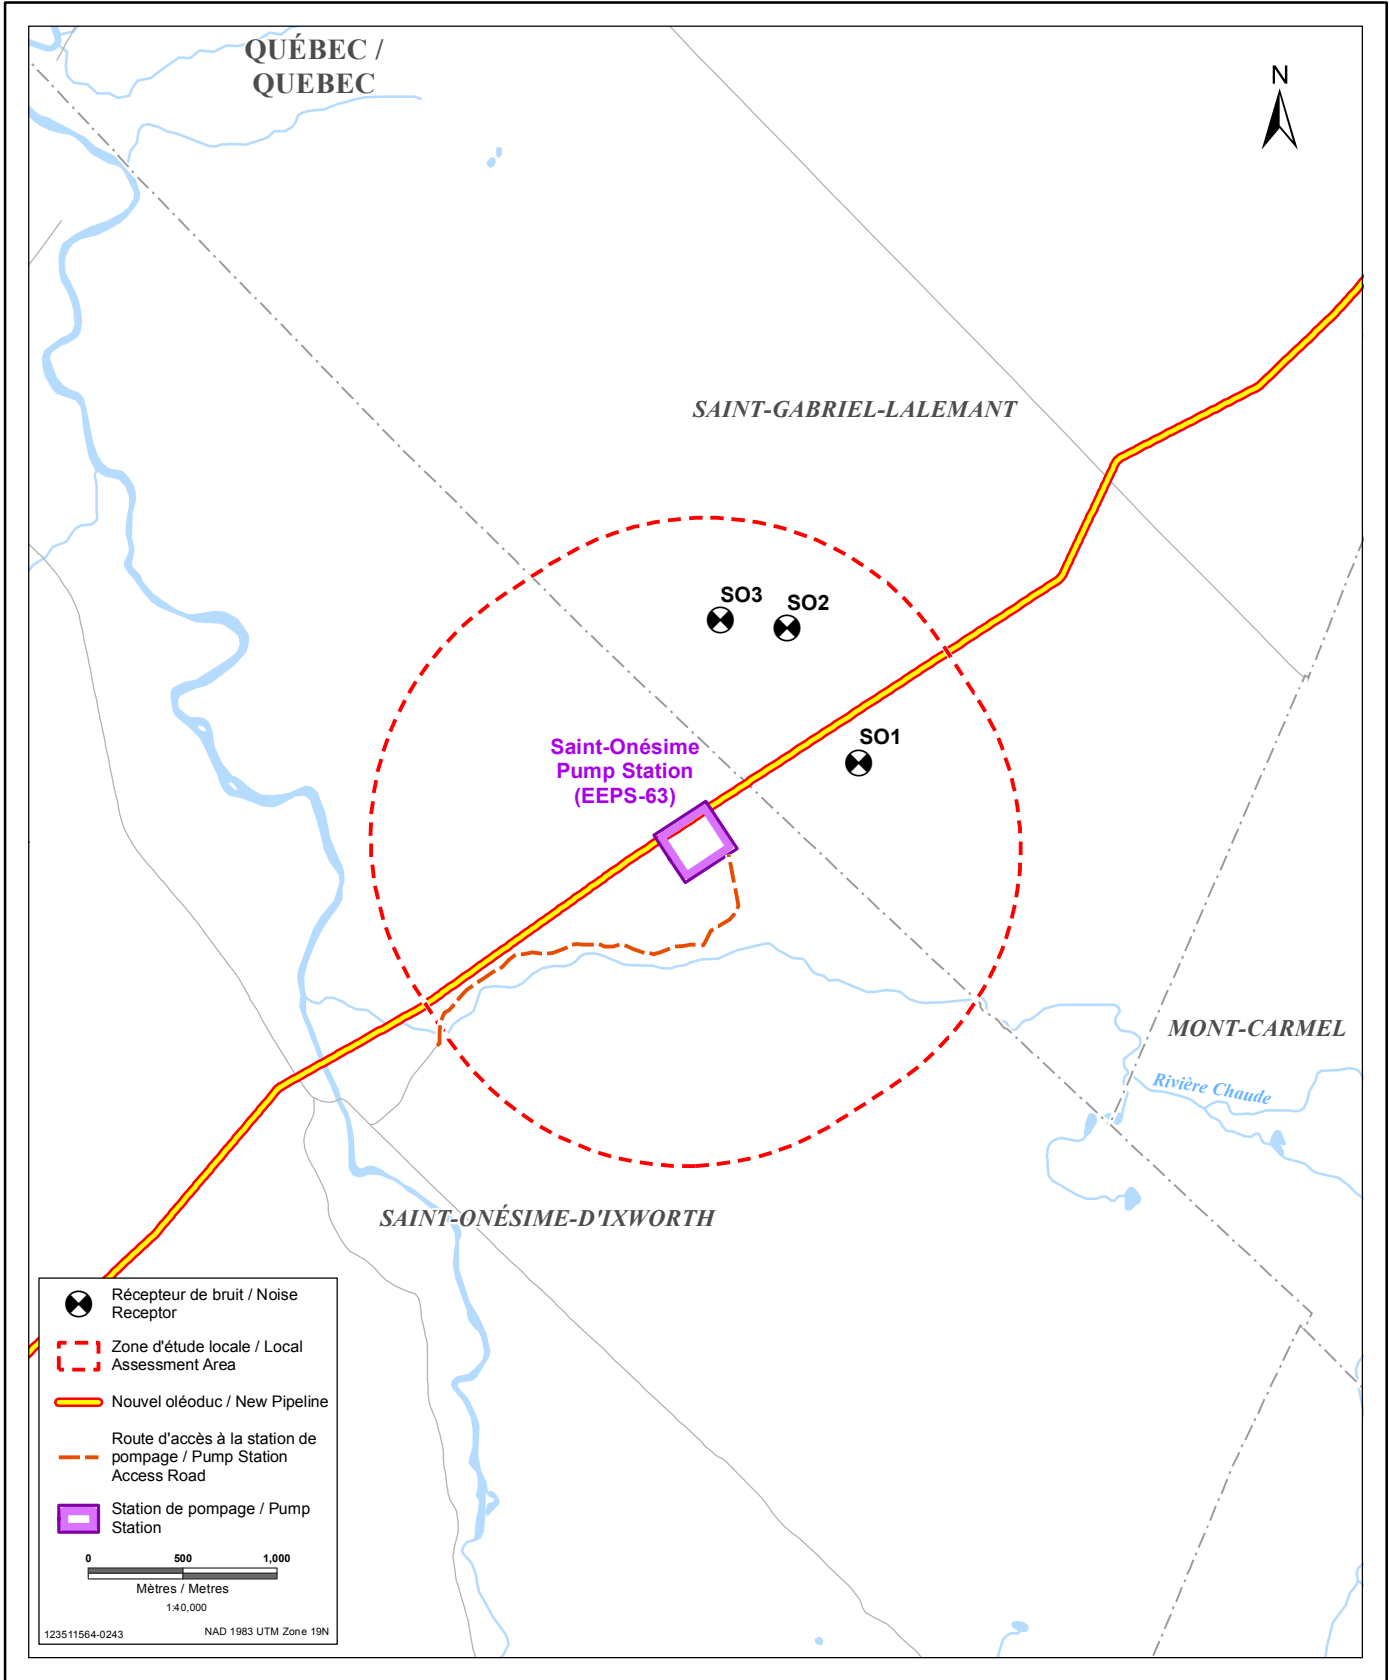 QUÉBEC /
QUEBEC
N
SAINT-GABRIEL-LALEMANT
SO3
SO2
SO1
Saint-Onésime
Pump Station
(EEPS-63)
MONT-CARMEL
Rivière Chaude
SAINT-ONÉSIME-D'IXWORTH
Récepteur de bruit / Noise
Receptor
Zone d'étude locale / Local
Assessment Area
Nouvel oléoduc / New Pipeline
Route d'accès à la station de
pompage / Pump Station
Access Road
Station de pompage / Pump
Station
0 500 1,000
Mètres / Metres
1:40,000
123511564-0243 NAD 1983 UTM Zone 19N